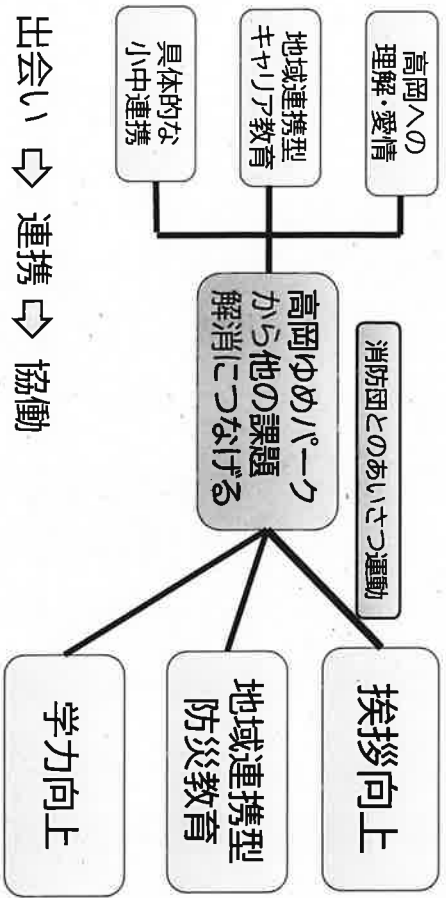 高岡への
理解・愛情
地域連携型
キャリア教育
具体的な
小中連携
高岡ゆめパーク
から他の課題
解消につなげる
消防団とのあいさつ運動
挨拶向上
地域連携型
防災教育
学力向上
出会い ⇨ 連携 ⇨ 協働